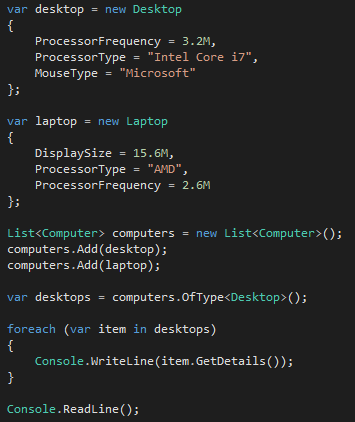 var desktop = new Desktop
{
    ProcessorFrequency = 3.2M,
    ProcessorType = "Intel Core i7",
    MouseType = "Microsoft"
};

var laptop = new Laptop
{
    DisplaySize = 15.6M,
    ProcessorType = "AMD",
    ProcessorFrequency = 2.6M
};

List<Computer> computers = new List<Computer>();
computers.Add(desktop);
computers.Add(laptop);

var desktops = computers.OfType<Desktop>();

foreach (var item in desktops)
{
    Console.WriteLine(item.GetDetails());
}

Console.ReadLine();